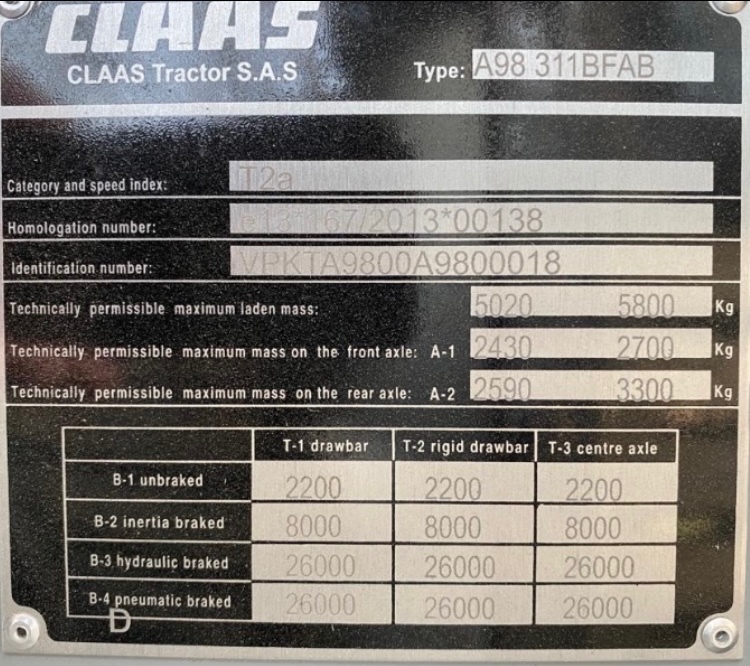 CLAAS
CLAAS Tractor S.A.S Type: A98 311BFAB
Category and speed index: T2a
Homologation number: e13*167/2013*00138
Identification number: VPKTA9800A9800018
Technically permissible maximum laden mass: 5020 5800 Kg
Technically permissible maximum mass on the front axle: A-1 2430 2700 Kg
Technically permissible maximum mass on the rear axle: A-2 2590 3300 Kg
T-1 drawbar T-2 rigid drawbar T-3 centre axle
B-1 unbraked 2200 2200 2200
B-2 inertia braked 8000 8000 8000
B-3 hydraulic braked 26000 26000 26000
B-4 pneumatic braked 26000 26000 26000
D